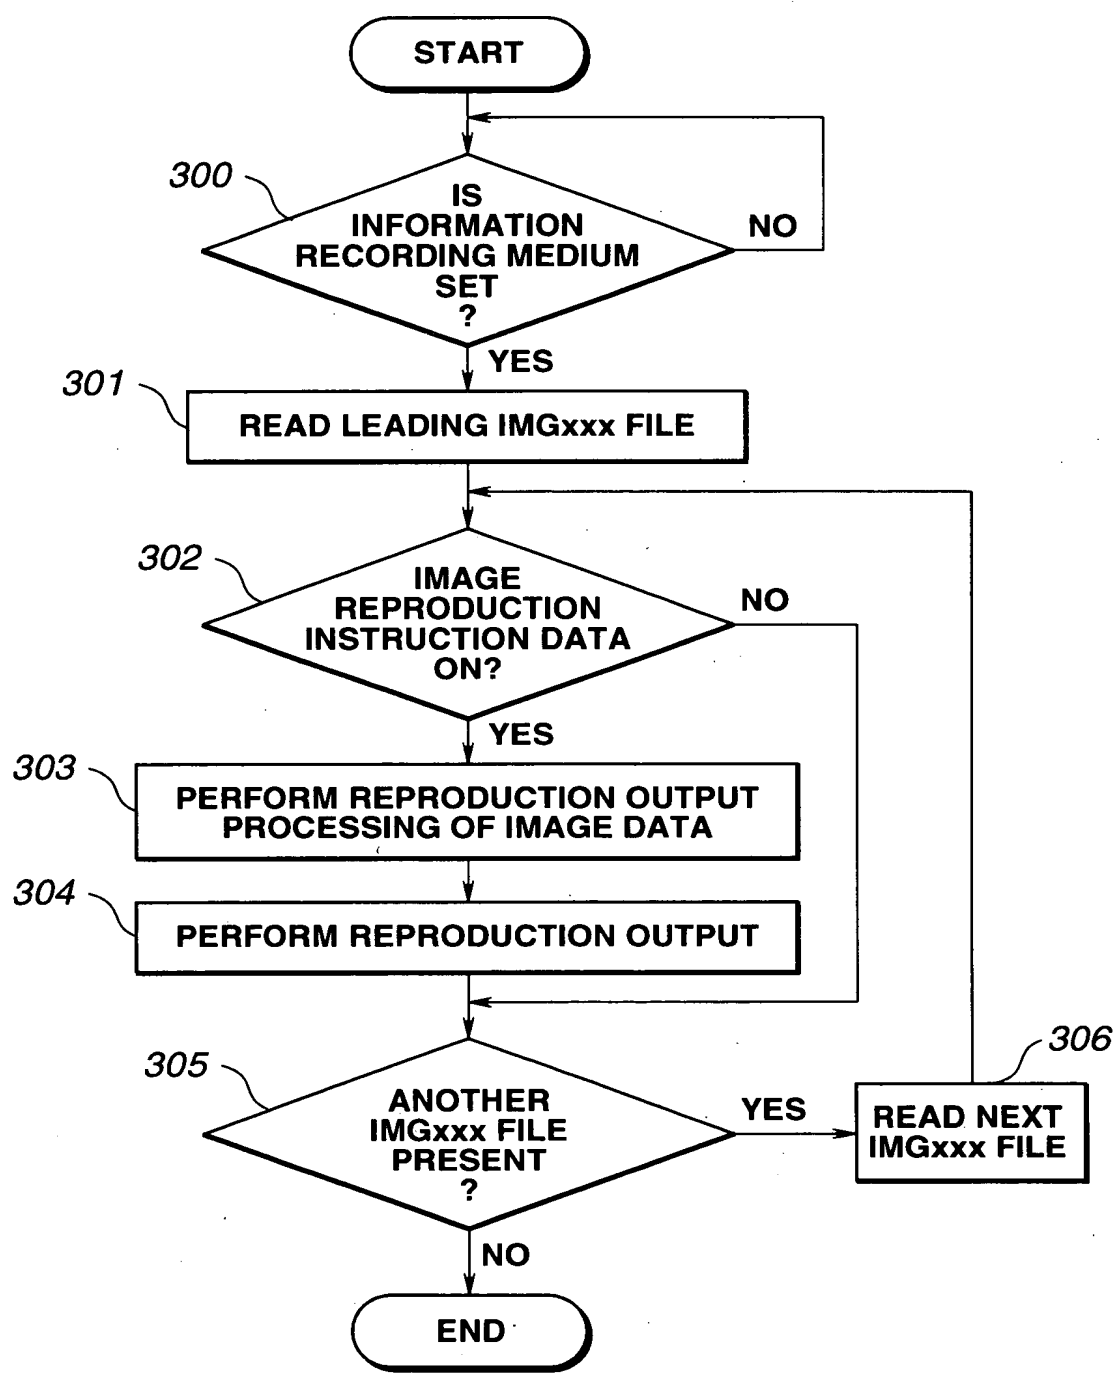 START
300
IS
INFORMATION
RECORDING MEDIUM
SET
?
NO
YES
301
READ LEADING IMGxxx FILE
302
IMAGE
REPRODUCTION
INSTRUCTION DATA
ON?
NO
YES
303
PERFORM REPRODUCTION OUTPUT
PROCESSING OF IMAGE DATA
304
PERFORM REPRODUCTION OUTPUT
305
ANOTHER
IMGxxx FILE
PRESENT
?
YES
306
READ NEXT
IMGxxx FILE
NO
END